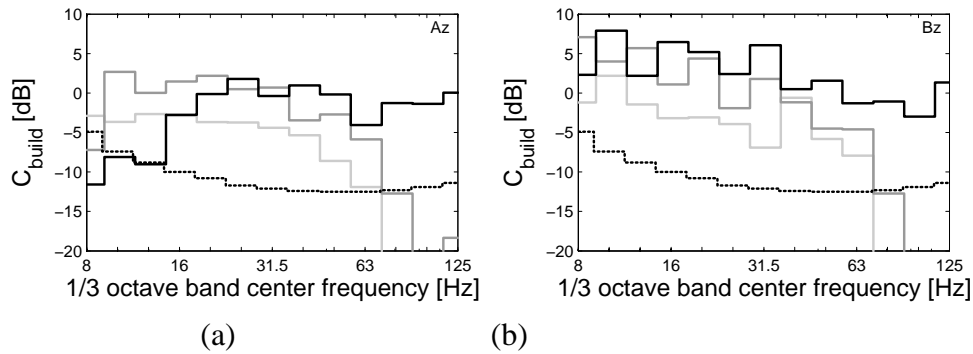 Az
10
5
0
−5
−10
−15
−20
C_build [dB]
8 16 31.5 63 125
1/3 octave band center frequency [Hz]
(a)
Bz
10
5
0
−5
−10
−15
−20
C_build [dB]
8 16 31.5 63 125
1/3 octave band center frequency [Hz]
(b)